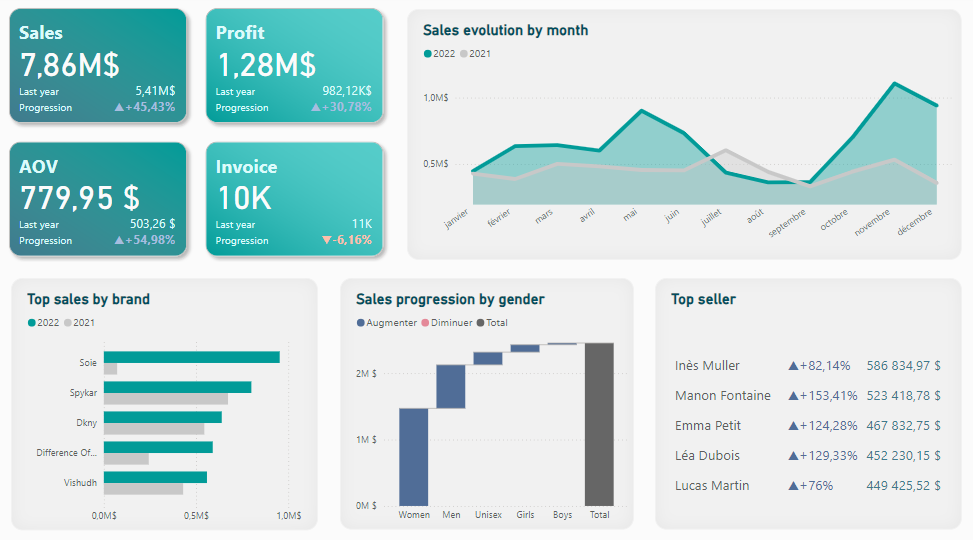 Sales
7,86M$
Last year 5,41M$
Progression ▲+45,43%
Profit
1,28M$
Last year 982,12K$
Progression ▲+30,78%
AOV
779,95 $
Last year 503,26 $
Progression ▲+54,98%
Invoice
10K
Last year 11K
Progression ▼-6,16%
Sales evolution by month
2022 2021
1,0M$
0,5M$
janvier février mars avril mai juin juillet août septembre octobre novembre décembre
Top sales by brand
2022 2021
Soie
Spykar
Dkny
Difference Of...
Vishudh
0,0M$ 0,5M$ 1,0M$
Sales progression by gender
Augmenter Diminuer Total
2M $
1M $
0M $
Women Men Unisex Girls Boys Total
Top seller
Inès Muller ▲+82,14% 586 834,97 $
Manon Fontaine ▲+153,41% 523 418,78 $
Emma Petit ▲+124,28% 467 832,75 $
Léa Dubois ▲+129,33% 452 230,15 $
Lucas Martin ▲+76% 449 425,52 $